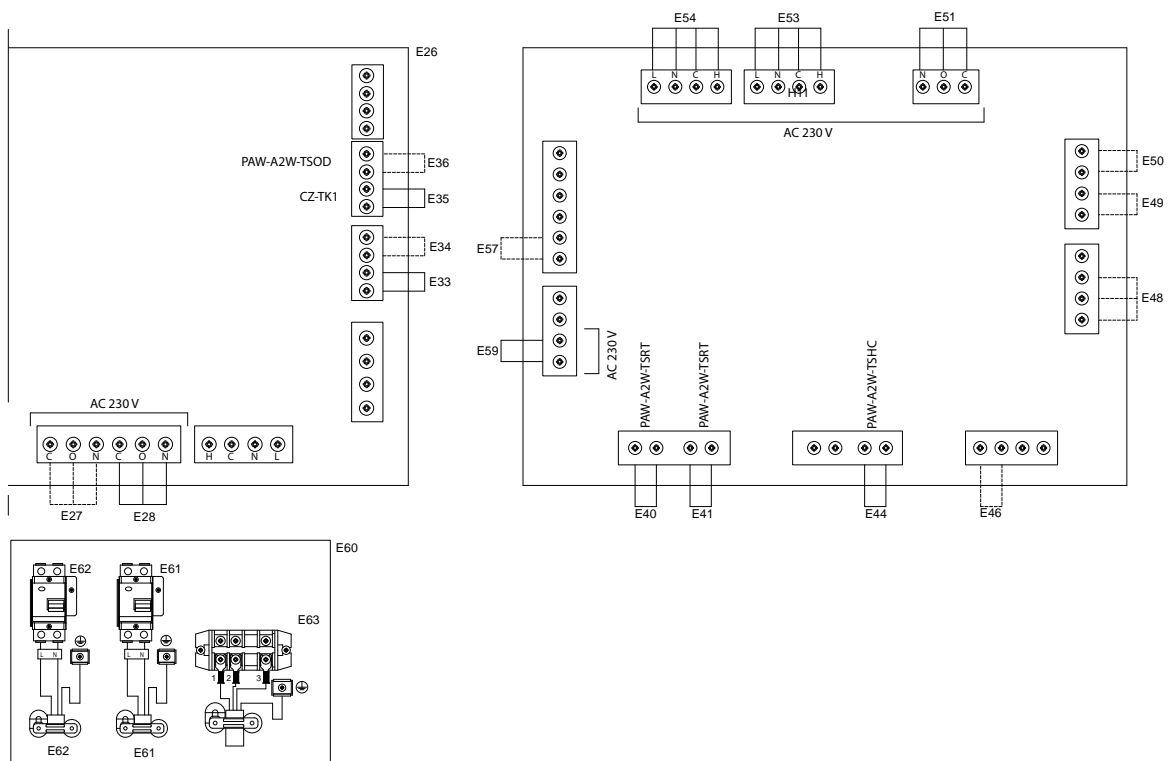 E54
E53
E51
E26
L N C H
L N C H
N O C
H11
AC 230 V
PAW-A2W-TSOD
E36
CZ-TK1
E35
E34
E33
E50
E49
E57
E48
E59
AC 230 V
PAW-A2W-TSRT
PAW-A2W-TSRT
PAW-A2W-TSHC
AC 230 V
C O N C O N
H C N L
E27
E28
E40
E41
E44
E46
E60
E62
E61
E63
L N
L N
1 2 3
E62
E61